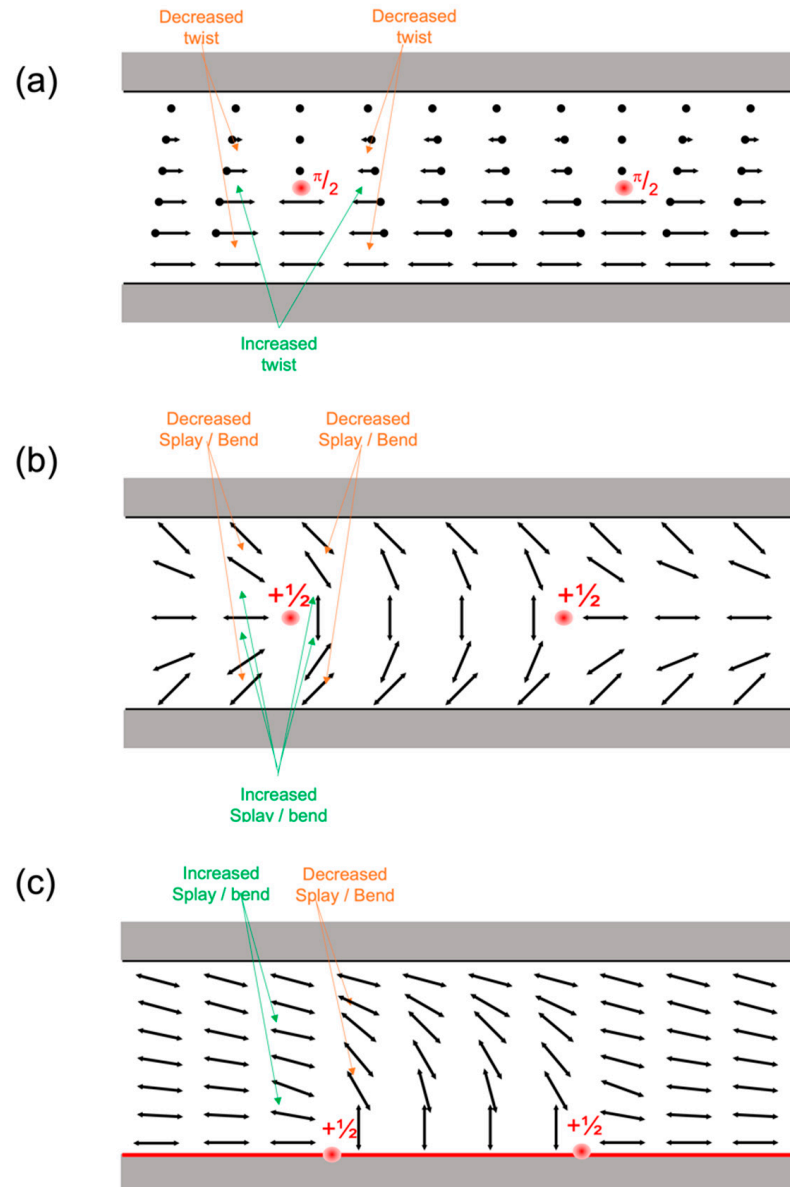 Decreased
twist
Decreased
twist
(a)
π/2
π/2
Increased
twist
Decreased
Splay / Bend
Decreased
Splay / Bend
(b)
+½
+½
Increased
Splay / bend
(c)
Increased
Splay / bend
Decreased
Splay / Bend
+½
+½